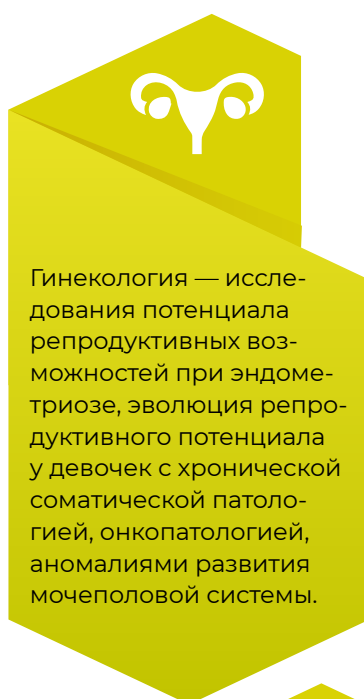 Гинекология — иссле-
дования потенциала
репродуктивных воз-
можностей при эндоме-
триозе, эволюция репро-
дуктивного потенциала
у девочек с хронической
соматической патоло-
гией, онкопатологией,
аномалиями развития
мочеполовой системы.